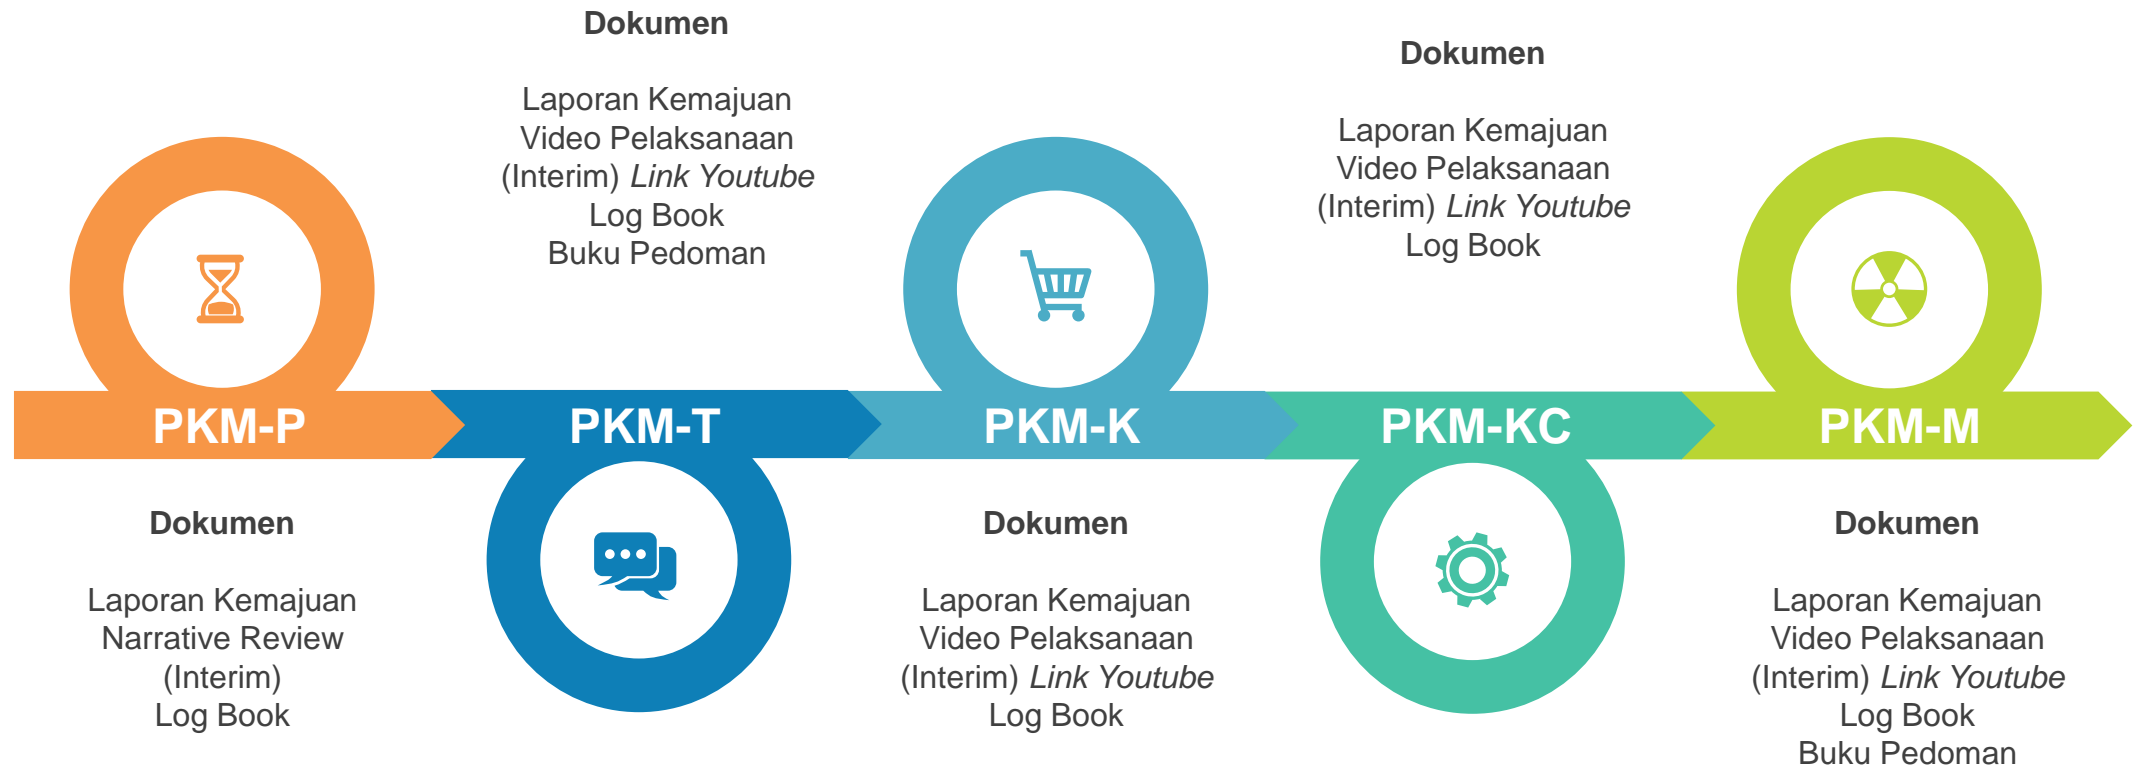 PKM-P
Dokumen
Laporan Kemajuan
Narrative Review
(Interim)
Log Book
Dokumen
Laporan Kemajuan
Video Pelaksanaan
(Interim) Link Youtube
Log Book
Buku Pedoman
PKM-T
PKM-K
Dokumen
Laporan Kemajuan
Video Pelaksanaan
(Interim) Link Youtube
Log Book
Dokumen
Laporan Kemajuan
Video Pelaksanaan
(Interim) Link Youtube
Log Book
PKM-KC
PKM-M
Dokumen
Laporan Kemajuan
Video Pelaksanaan
(Interim) Link Youtube
Log Book
Buku Pedoman